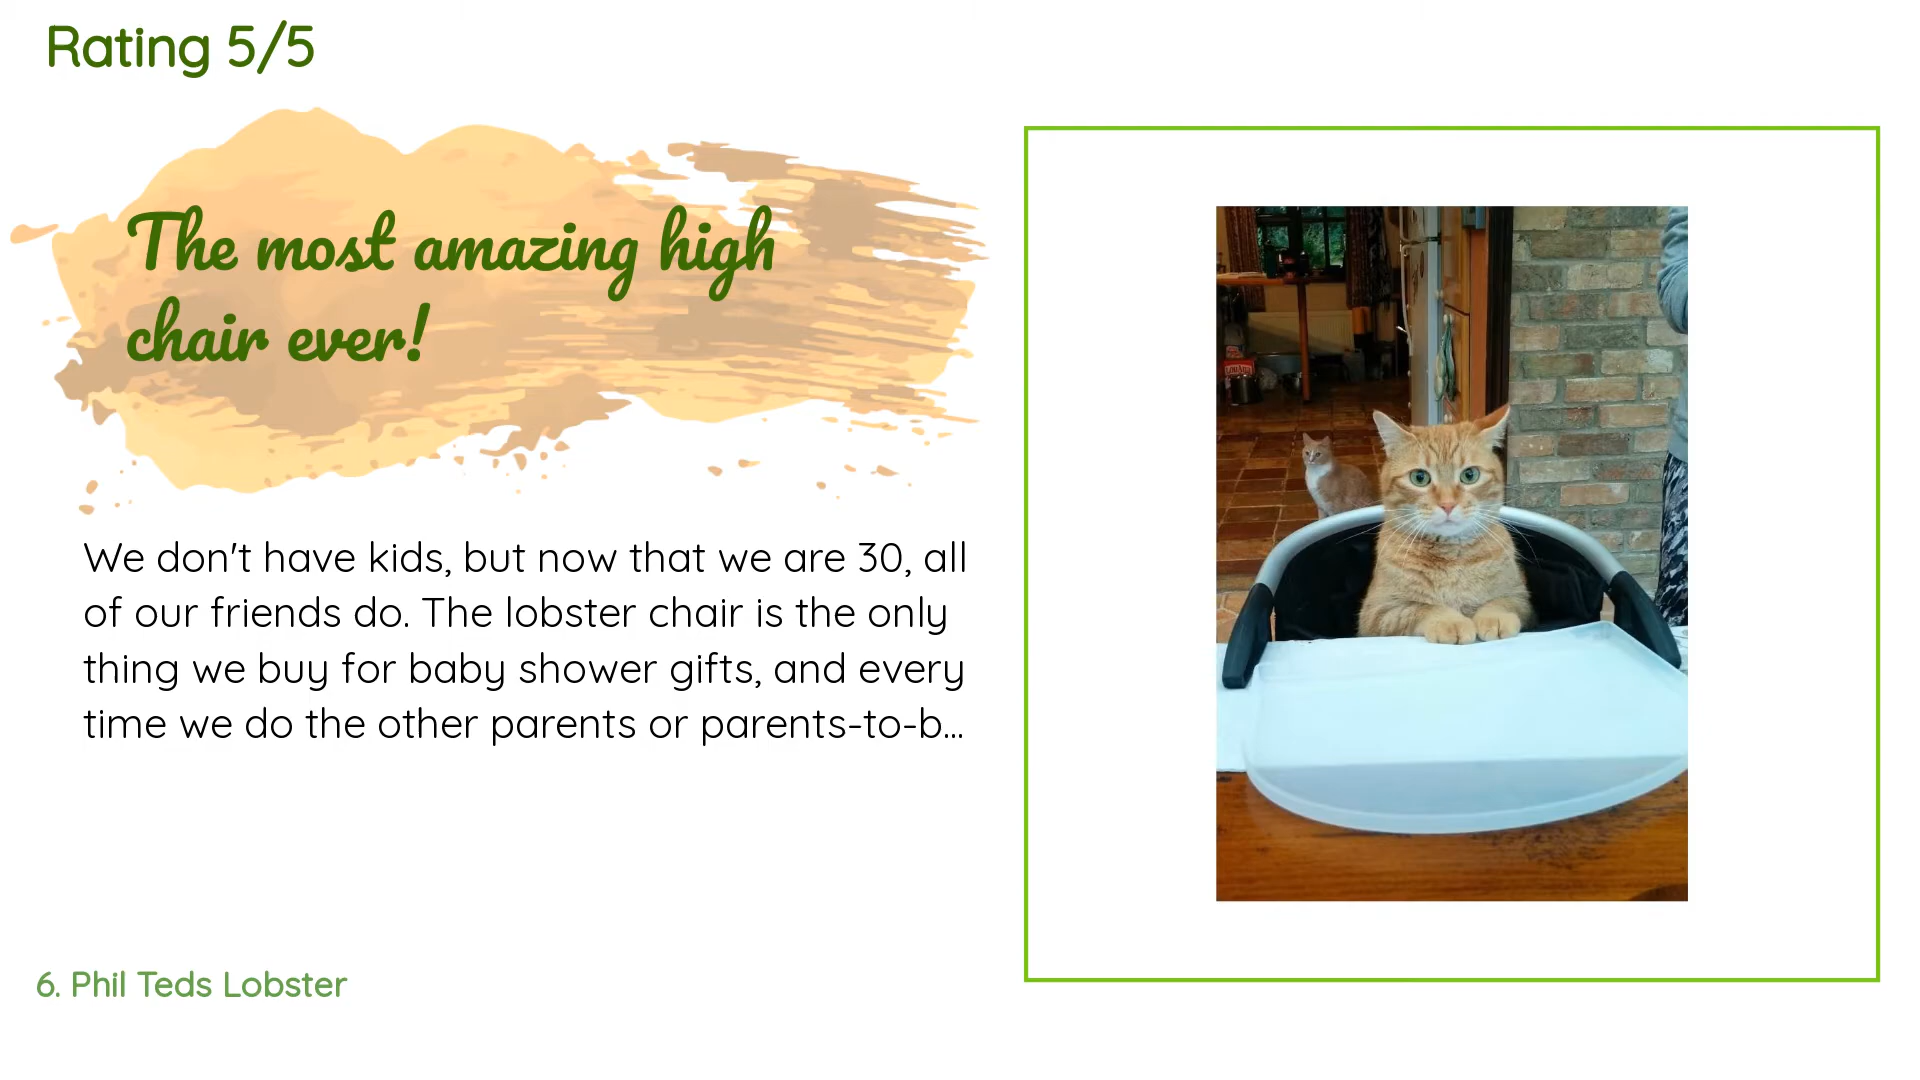 Rating 5/5
The most amazing high
chair ever!
We don't have kids, but now that we are 30, all
of our friends do. The lobster chair is the only
thing we buy for baby shower gifts, and every
time we do the other parents or parents-to-b...
6. Phil Teds Lobster